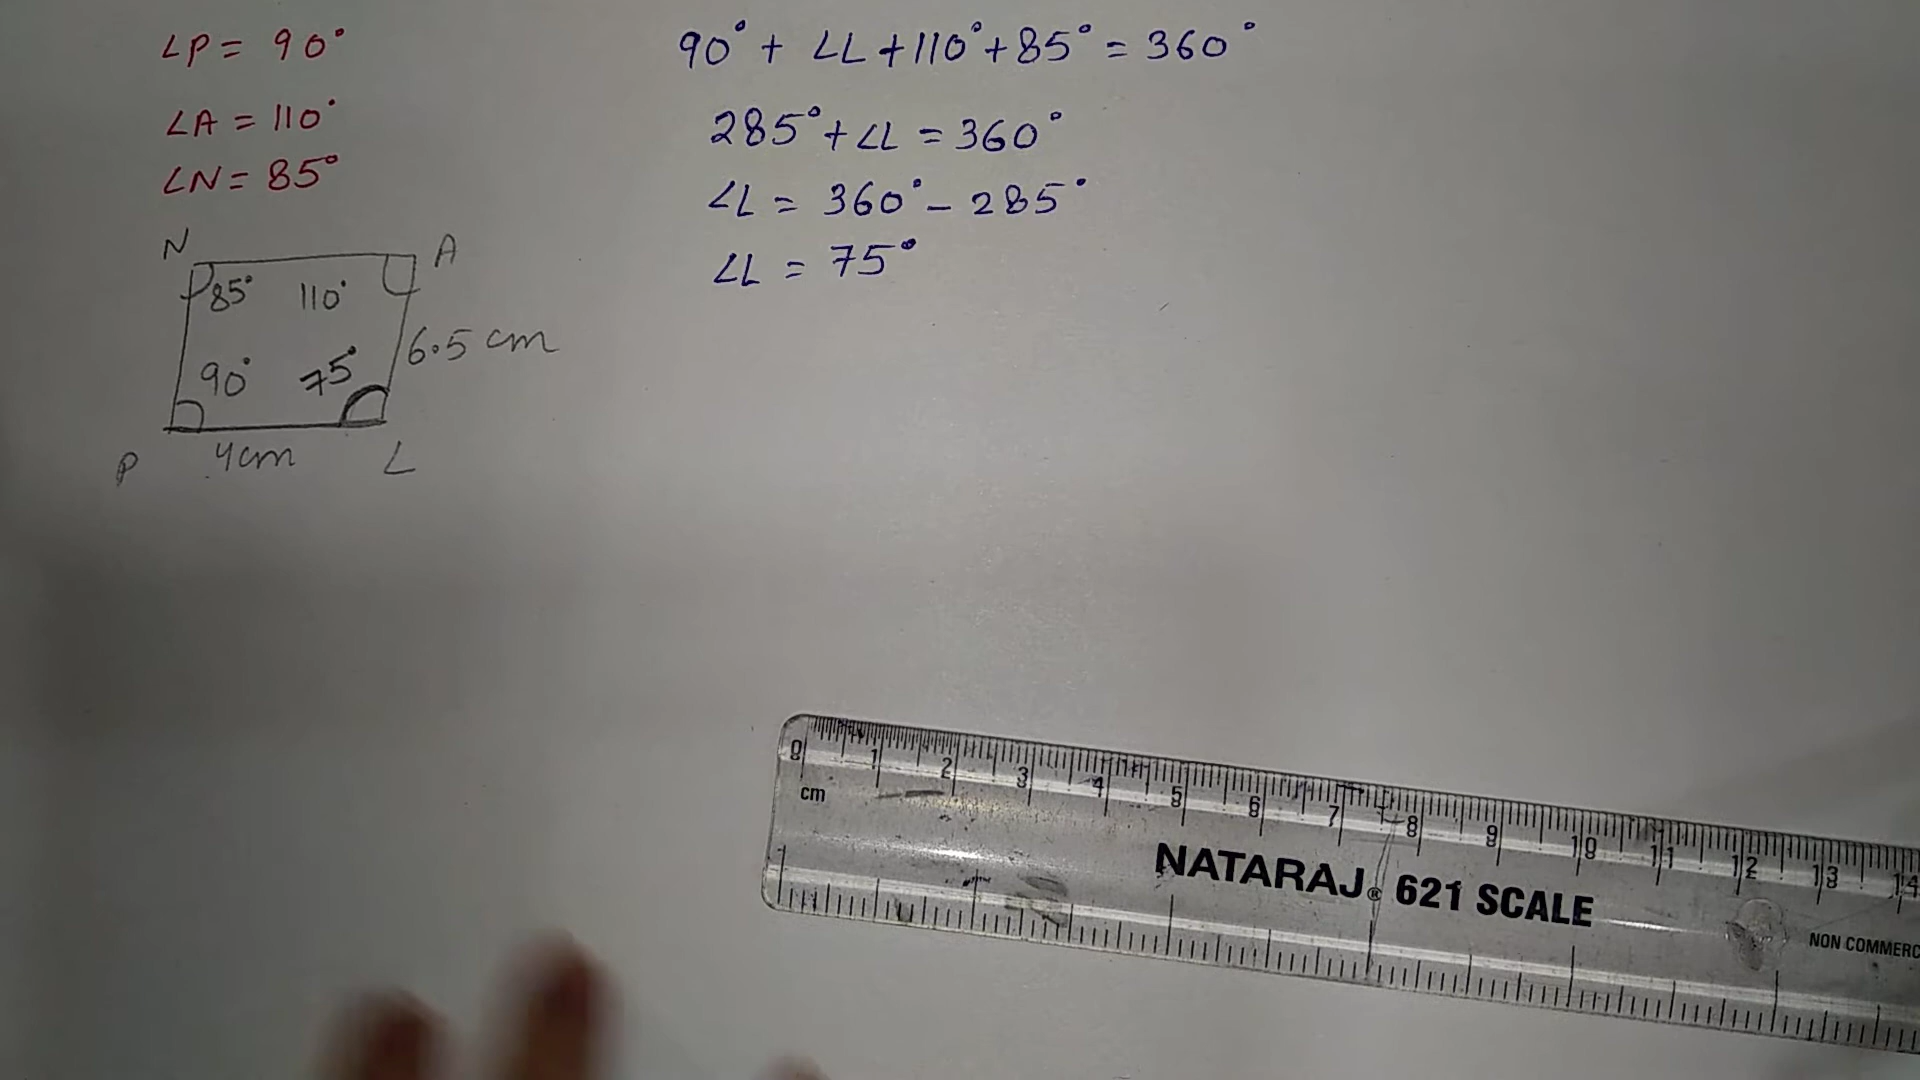 ∠P = 90°
∠A = 110°
∠N = 85°
90° + ∠L + 110° + 85° = 360°
285° + ∠L = 360°
∠L = 360° - 285°
∠L = 75°
N A
85° 110°
6.5 cm
90° 75°
P 4cm L
0 1 2 3 4 5 6 7 8 9 10 11 12 13 14
cm
NATARAJ® 621 SCALE
NON COMMERC